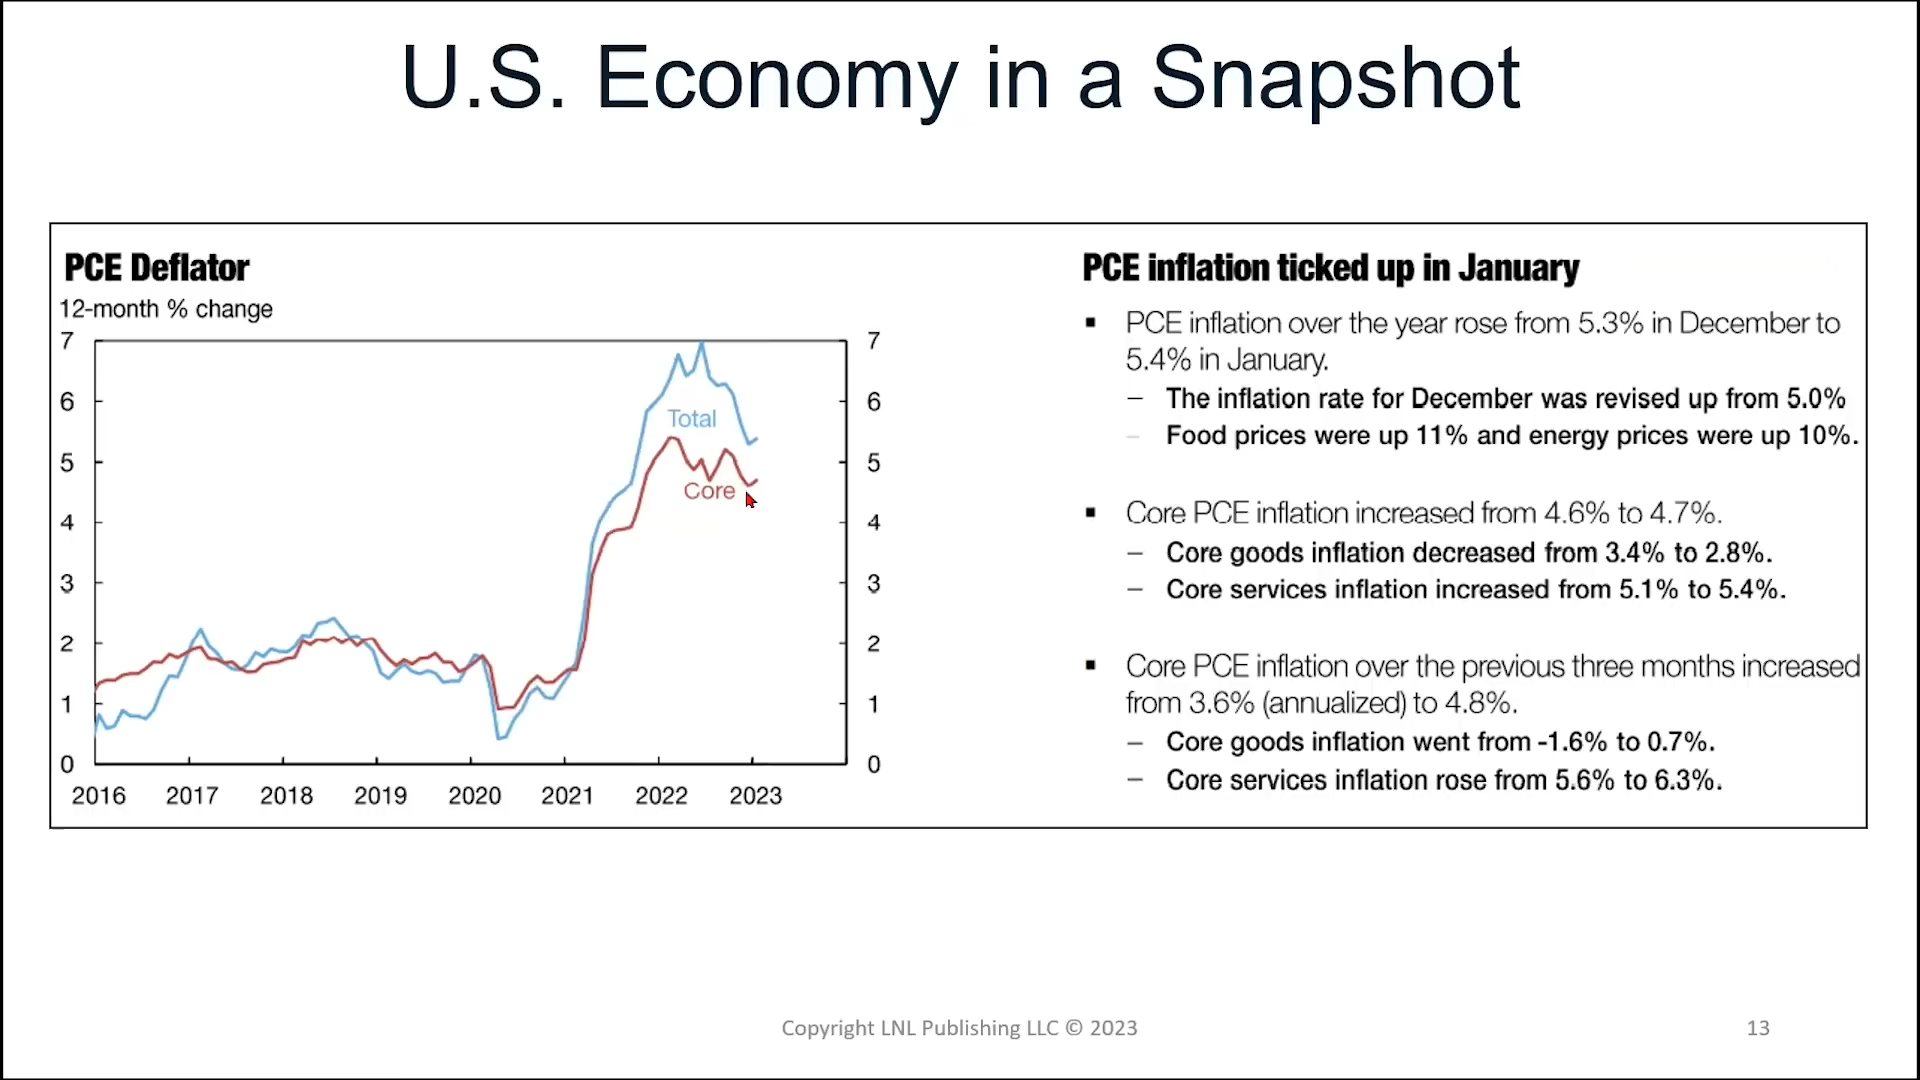 U.S. Economy in a Snapshot
PCE Deflator
12-month % change
7
6
5
4
3
2
1
0
7
6
5
4
3
2
1
0
Total
Core
2016 2017 2018 2019 2020 2021 2022 2023
PCE inflation ticked up in January
▪ PCE inflation over the year rose from 5.3% in December to
5.4% in January.
– The inflation rate for December was revised up from 5.0%
– Food prices were up 11% and energy prices were up 10%.
▪ Core PCE inflation increased from 4.6% to 4.7%.
– Core goods inflation decreased from 3.4% to 2.8%.
– Core services inflation increased from 5.1% to 5.4%.
▪ Core PCE inflation over the previous three months increased
from 3.6% (annualized) to 4.8%.
– Core goods inflation went from -1.6% to 0.7%.
– Core services inflation rose from 5.6% to 6.3%.
Copyright LNL Publishing LLC © 2023
13